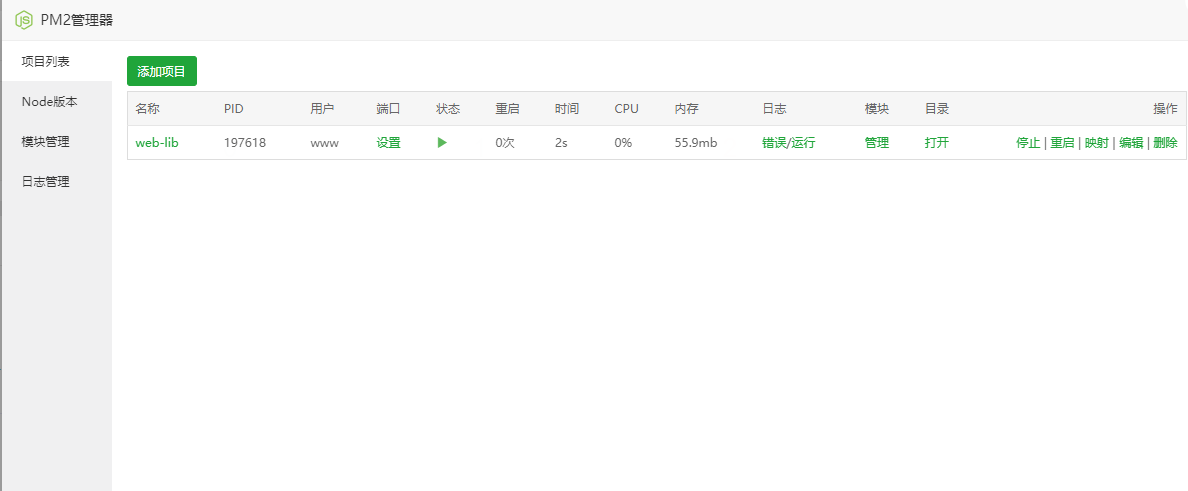 PM2管理器
项目列表
Node版本
模块管理
日志管理
添加项目
名称 PID 用户 端口 状态 重启 时间 CPU 内存 日志 模块 目录 操作
web-lib 197618 www 设置 0次 2s 0% 55.9mb 错误/运行 管理 打开 停止 | 重启 | 映射 | 编辑 | 删除